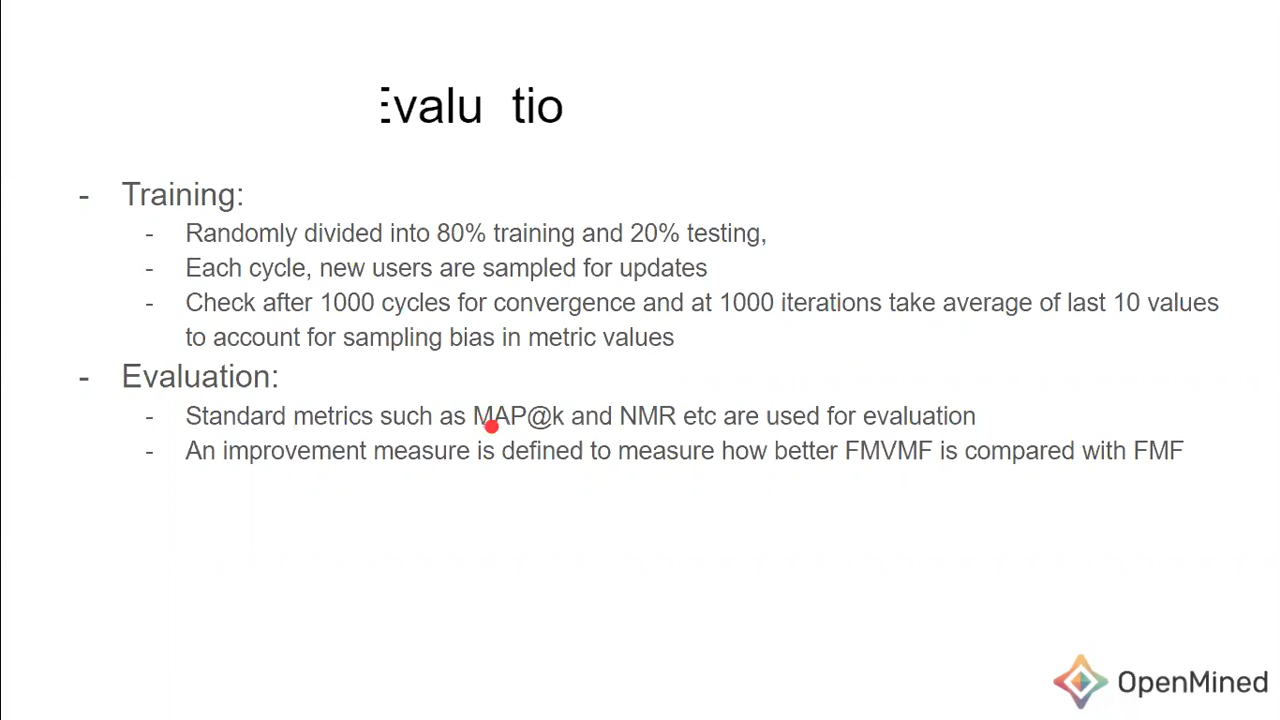 Evalu tio
- Training:
- Randomly divided into 80% training and 20% testing,
- Each cycle, new users are sampled for updates
- Check after 1000 cycles for convergence and at 1000 iterations take average of last 10 values
to account for sampling bias in metric values
- Evaluation:
- Standard metrics such as MAP@k and NMR etc are used for evaluation
- An improvement measure is defined to measure how better FMVMF is compared with FMF
OpenMined